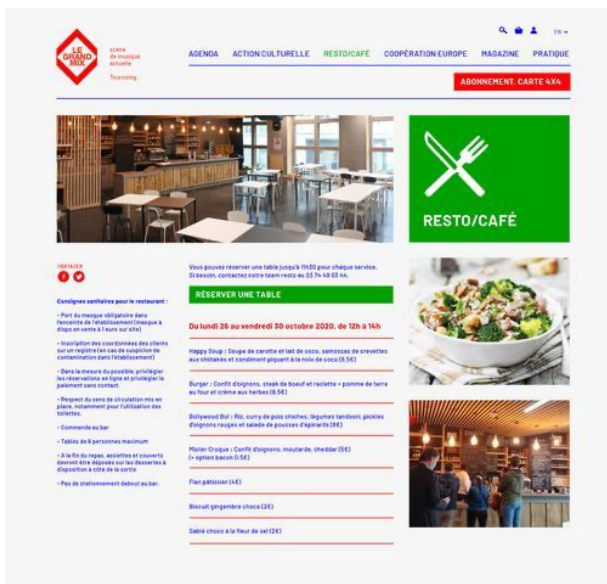 LE
GRAND
MIX
scène
de musique
actuelle
Tourcoing
FR
AGENDA ACTION CULTURELLE RESTO/CAFÉ COOPÉRATION EUROPE MAGAZINE PRATIQUE
ABONNEMENT, CARTE 4X4
RESTO/CAFÉ
PARTAGER
Consignes sanitaires pour le restaurant :
- Port du masque obligatoire dans
l'enceinte de l'établissement (masque à
dispo en vente à 1 euro sur site)
- Inscription des coordonnées des clients
sur un registre (en cas de suspicion de
contamination dans l'établissement)
- Dans la mesure du possible, privilégier
les réservations en ligne et privilégier le
paiement sans contact.
- Respect du sens de circulation mis en
place, notamment pour l'utilisation des
toilettes.
- Commande au bar
- Tables de 6 personnes maximum
- A la fin du repas, assiettes et couverts
devront être déposés sur les dessertes à
disposition à côté de la sortie
- Pas de stationnement debout au bar.
Vous pouvez réserver une table jusqu'à 11h00 pour chaque service.
Si besoin, contactez notre team resto au 03 74 49 03 44.
RÉSERVER UNE TABLE
Du lundi 26 au vendredi 30 octobre 2020, de 12h à 14h
Happy Soup : Soupe de carotte et lait de coco, samossas de crevettes
aux shiitakés et condiment piquant à la noix de coco (8,5€)
Burger : Confit d'oignons, steak de boeuf et raclette + pomme de terre
au four et crème aux herbes (8,5€)
Bollywood Bol : Riz, curry de pois chiches, légumes tandoori, pickles
d'oignons rouges et salade de pousses d'épinards (8€)
Mister Croque : Confit d'oignons, moutarde, cheddar (5€)
(+ option bacon 0.5€)
Flan pâtissier (4€)
Biscuit gingembre choco (2€)
Sablé choco à la fleur de sel (2€)